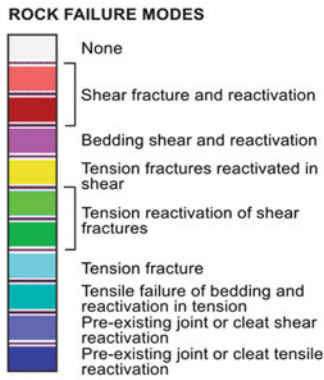 ROCK FAILURE MODES
None
Shear fracture and reactivation
Bedding shear and reactivation
Tension fractures reactivated in
shear
Tension reactivation of shear
fractures
Tension fracture
Tensile failure of bedding and
reactivation in tension
Pre-existing joint or cleat shear
reactivation
Pre-existing joint or cleat tensile
reactivation